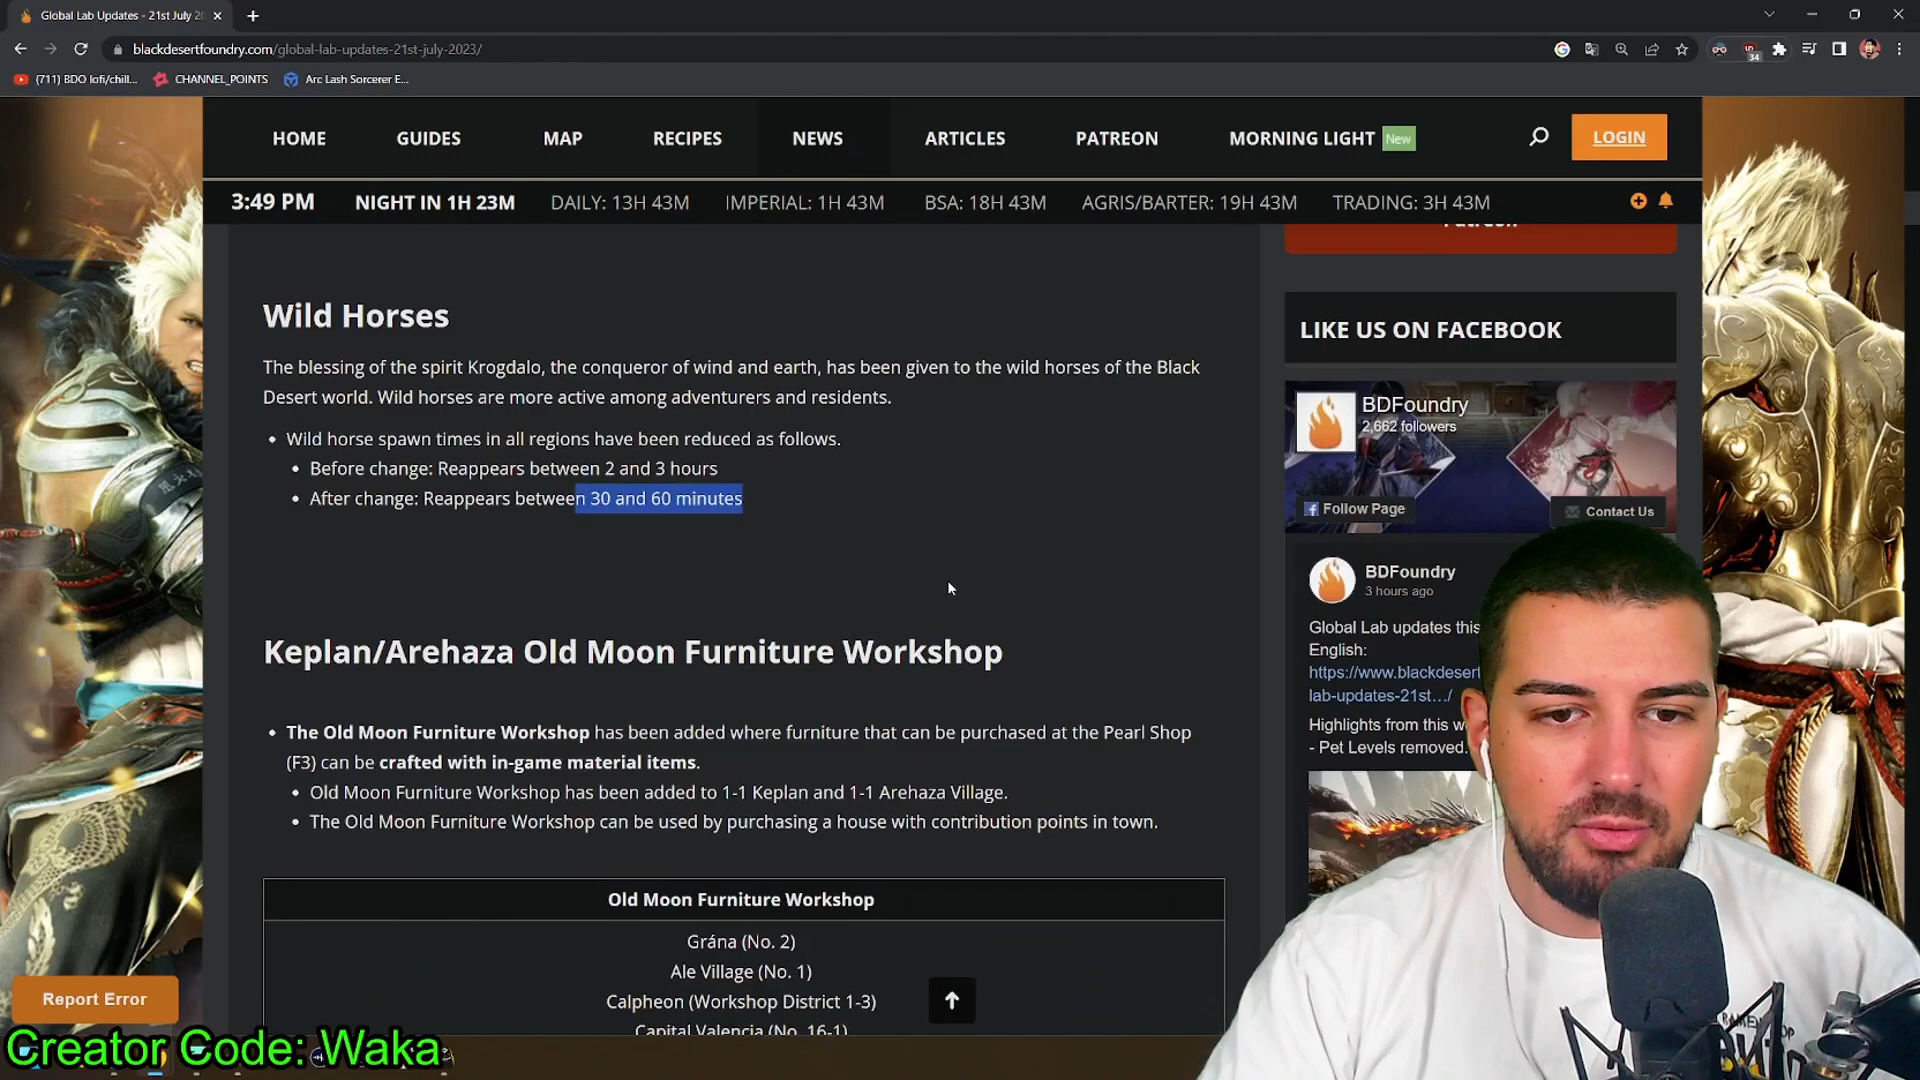 Global Lab Updates - 21st July 20
blackdesertfoundry.com/global-lab-updates-21st-july-2023/
34
(711) BDO lofi/chill...
CHANNEL_POINTS
Arc Lash Sorcerer E...
HOME
GUIDES
MAP
RECIPES
NEWS
ARTICLES
PATREON
MORNING LIGHT New
LOGIN
3:49 PM
NIGHT IN 1H 23M
DAILY: 13H 43M
IMPERIAL: 1H 43M
BSA: 18H 43M
AGRIS/BARTER: 19H 43M
TRADING: 3H 43M
Patreon
Wild Horses
The blessing of the spirit Krogdalo, the conqueror of wind and earth, has been given to the wild horses of the Black
Desert world. Wild horses are more active among adventurers and residents.
• Wild horse spawn times in all regions have been reduced as follows.
• Before change: Reappears between 2 and 3 hours
• After change: Reappears between 30 and 60 minutes
Keplan/Arehaza Old Moon Furniture Workshop
• The Old Moon Furniture Workshop has been added where furniture that can be purchased at the Pearl Shop
(F3) can be crafted with in-game material items.
• Old Moon Furniture Workshop has been added to 1-1 Keplan and 1-1 Arehaza Village.
• The Old Moon Furniture Workshop can be used by purchasing a house with contribution points in town.
Old Moon Furniture Workshop
Grána (No. 2)
Ale Village (No. 1)
Calpheon (Workshop District 1-3)
Capital Valencia (No. 16-1)
LIKE US ON FACEBOOK
BDFoundry
2,662 followers
Follow Page
Contact Us
BDFoundry
3 hours ago
Global Lab updates this
English:
https://www.blackdesert
lab-updates-21st.../
Highlights from this w
- Pet Levels removed.
Report Error
Creator Code: Waka